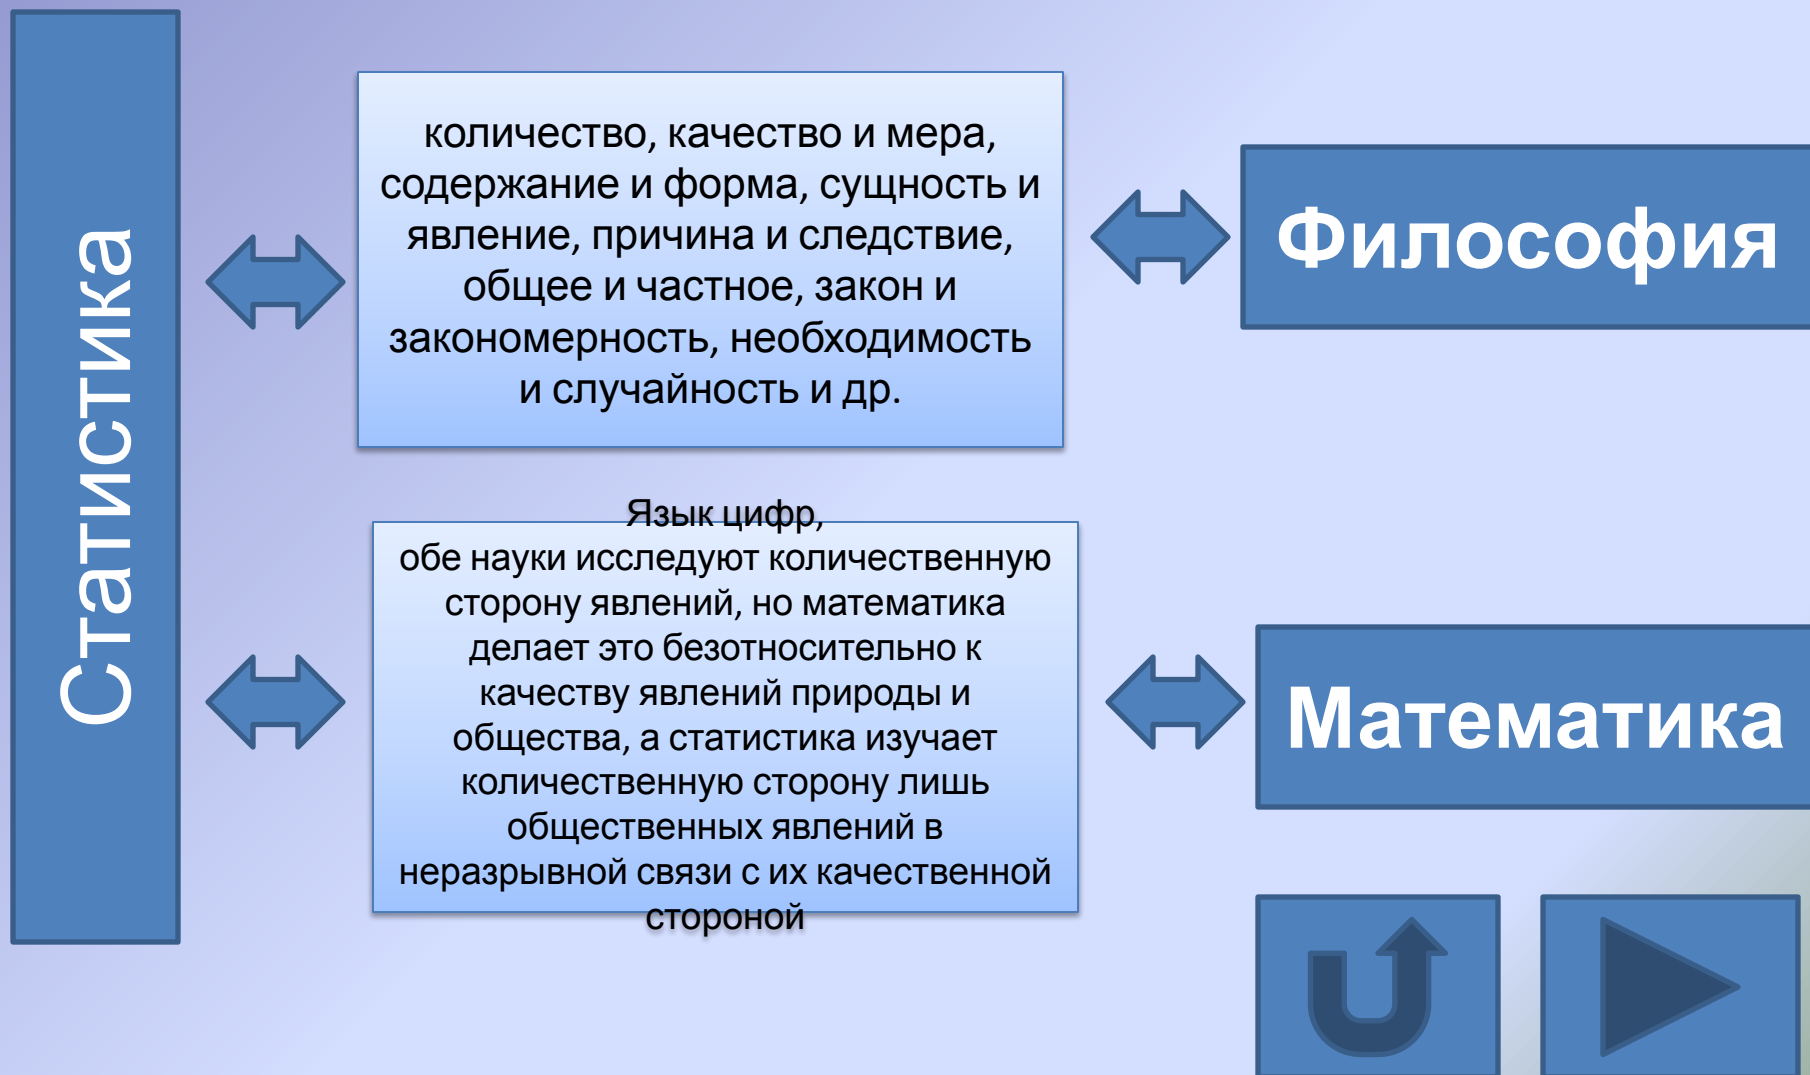 Статистика
количество, качество и мера,
содержание и форма, сущность и
явление, причина и следствие,
общее и частное, закон и
закономерность, необходимость
и случайность и др.
Философия
Язык цифр,
обе науки исследуют количественную
сторону явлений, но математика
делает это безотносительно к
качеству явлений природы и
общества, а статистика изучает
количественную сторону лишь
общественных явлений в
неразрывной связи с их качественной
стороной
Математика